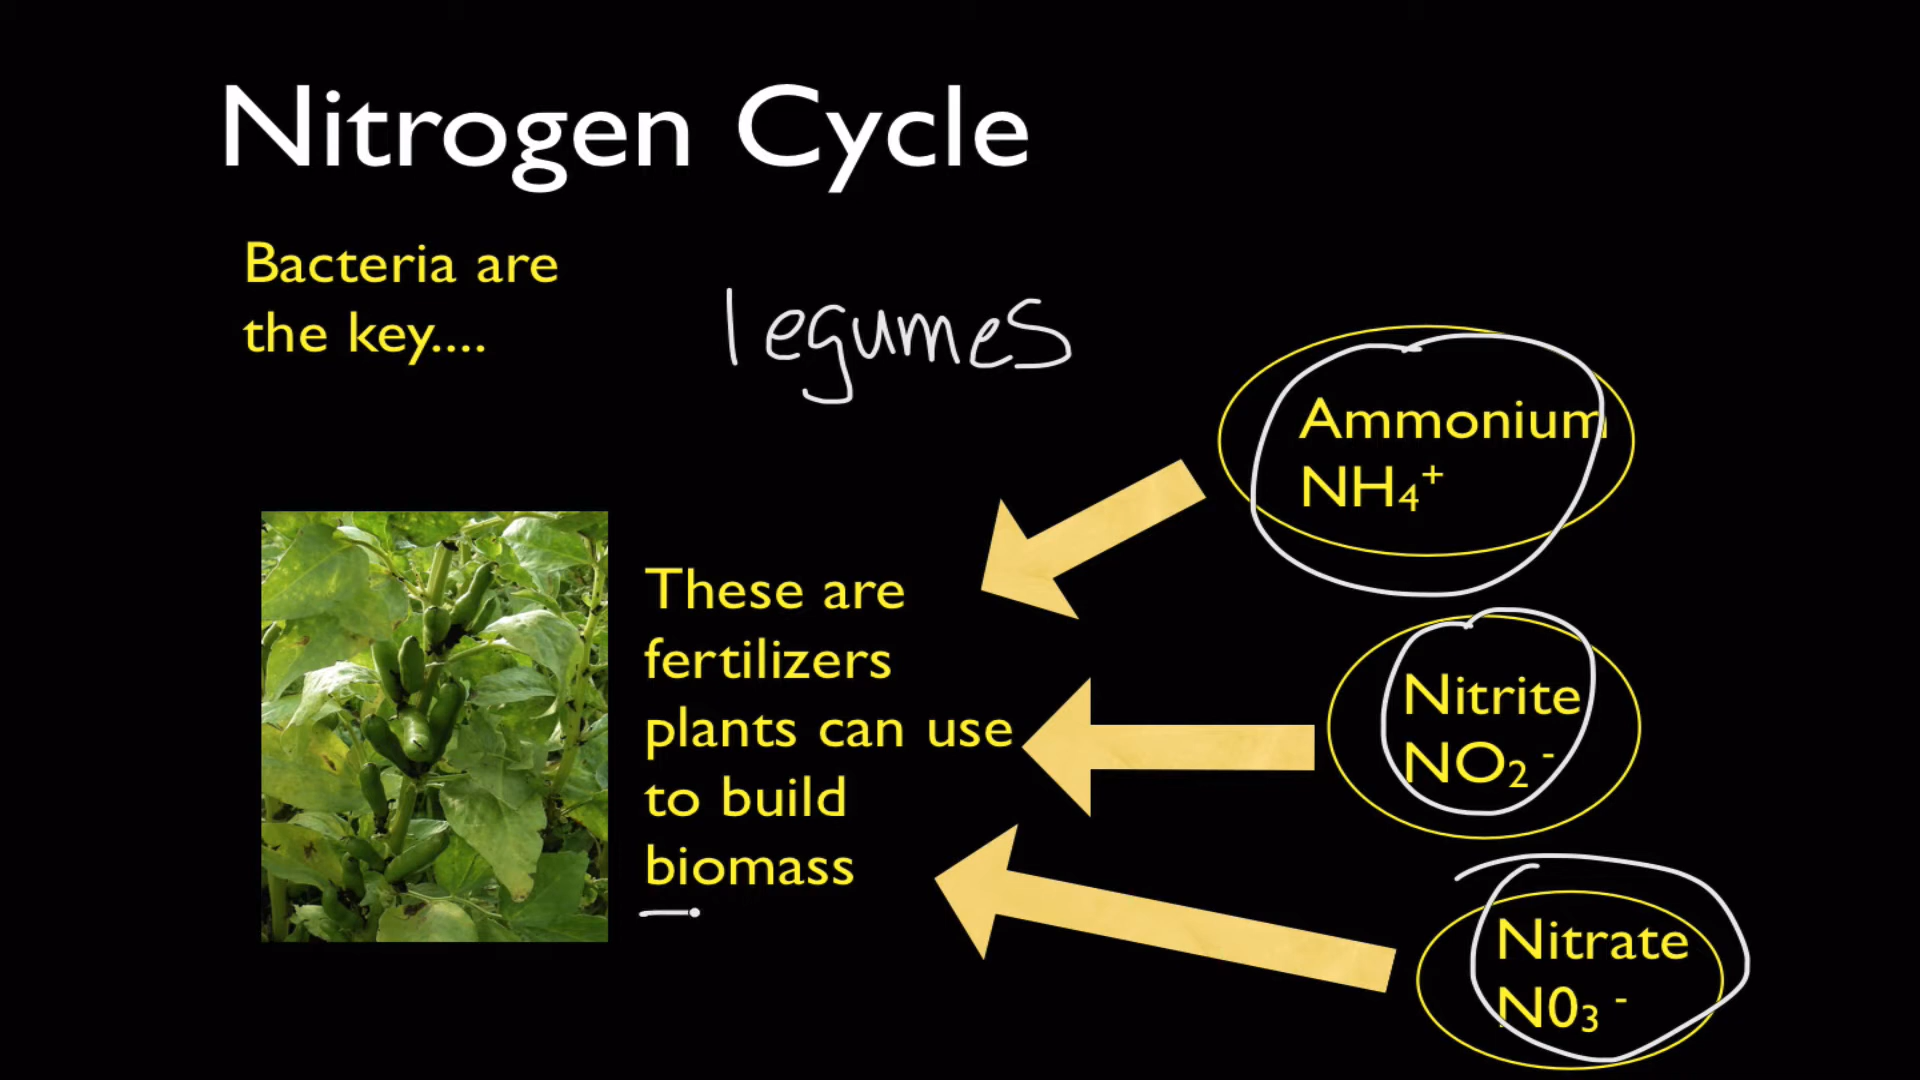 Nitrogen Cycle
Bacteria are
the key....
legumes
Ammonium
NH₄⁺
These are
fertilizers
plants can use
to build
biomass
Nitrite
NO₂⁻
Nitrate
N0₃⁻